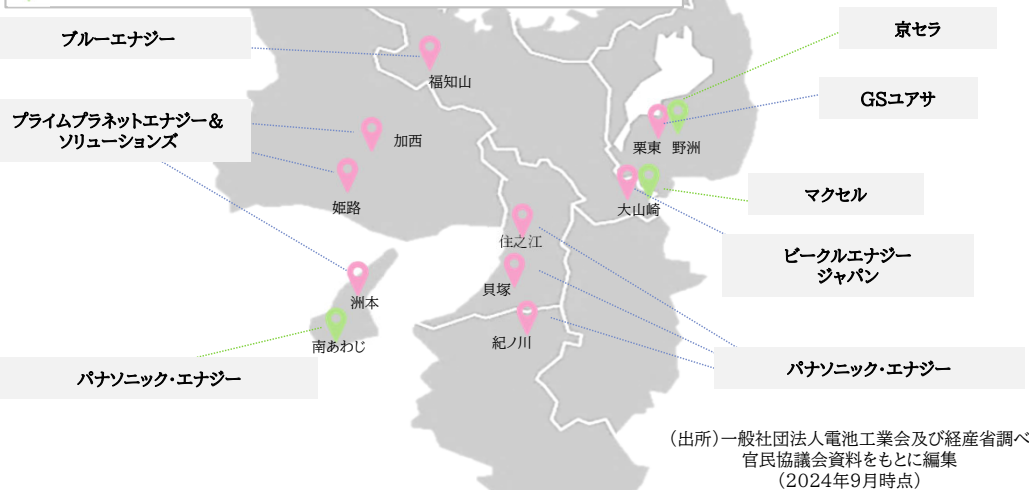 ブルーエナジー
京セラ
福知山
GSユアサ
プライムプラネットエナジー&
ソリューションズ
加西
栗東
野洲
姫路
大山崎
マクセル
住之江
ビークルエナジー
ジャパン
洲本
貝塚
南あわじ
紀ノ川
パナソニック・エナジー
パナソニック・エナジー
(出所)一般社団法人電池工業会及び経産省調べ
官民協議会資料をもとに編集
(2024年9月時点)